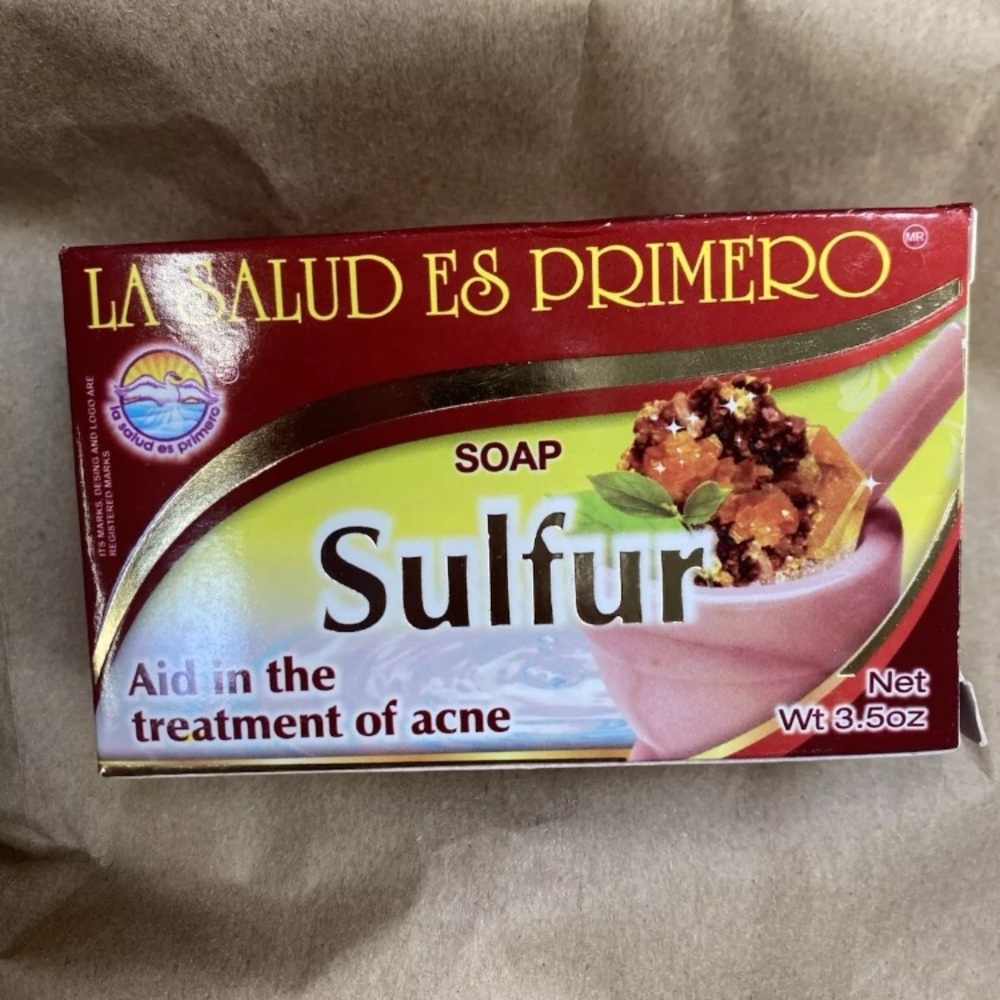 LA SALUD ES PRIMERO MR
la salud es primero
ITS MARKS, DESING AND LOGO ARE
REGISTERED MARKS
SOAP
Sulfur
Aid in the
treatment of acne
Net
Wt 3.5oz